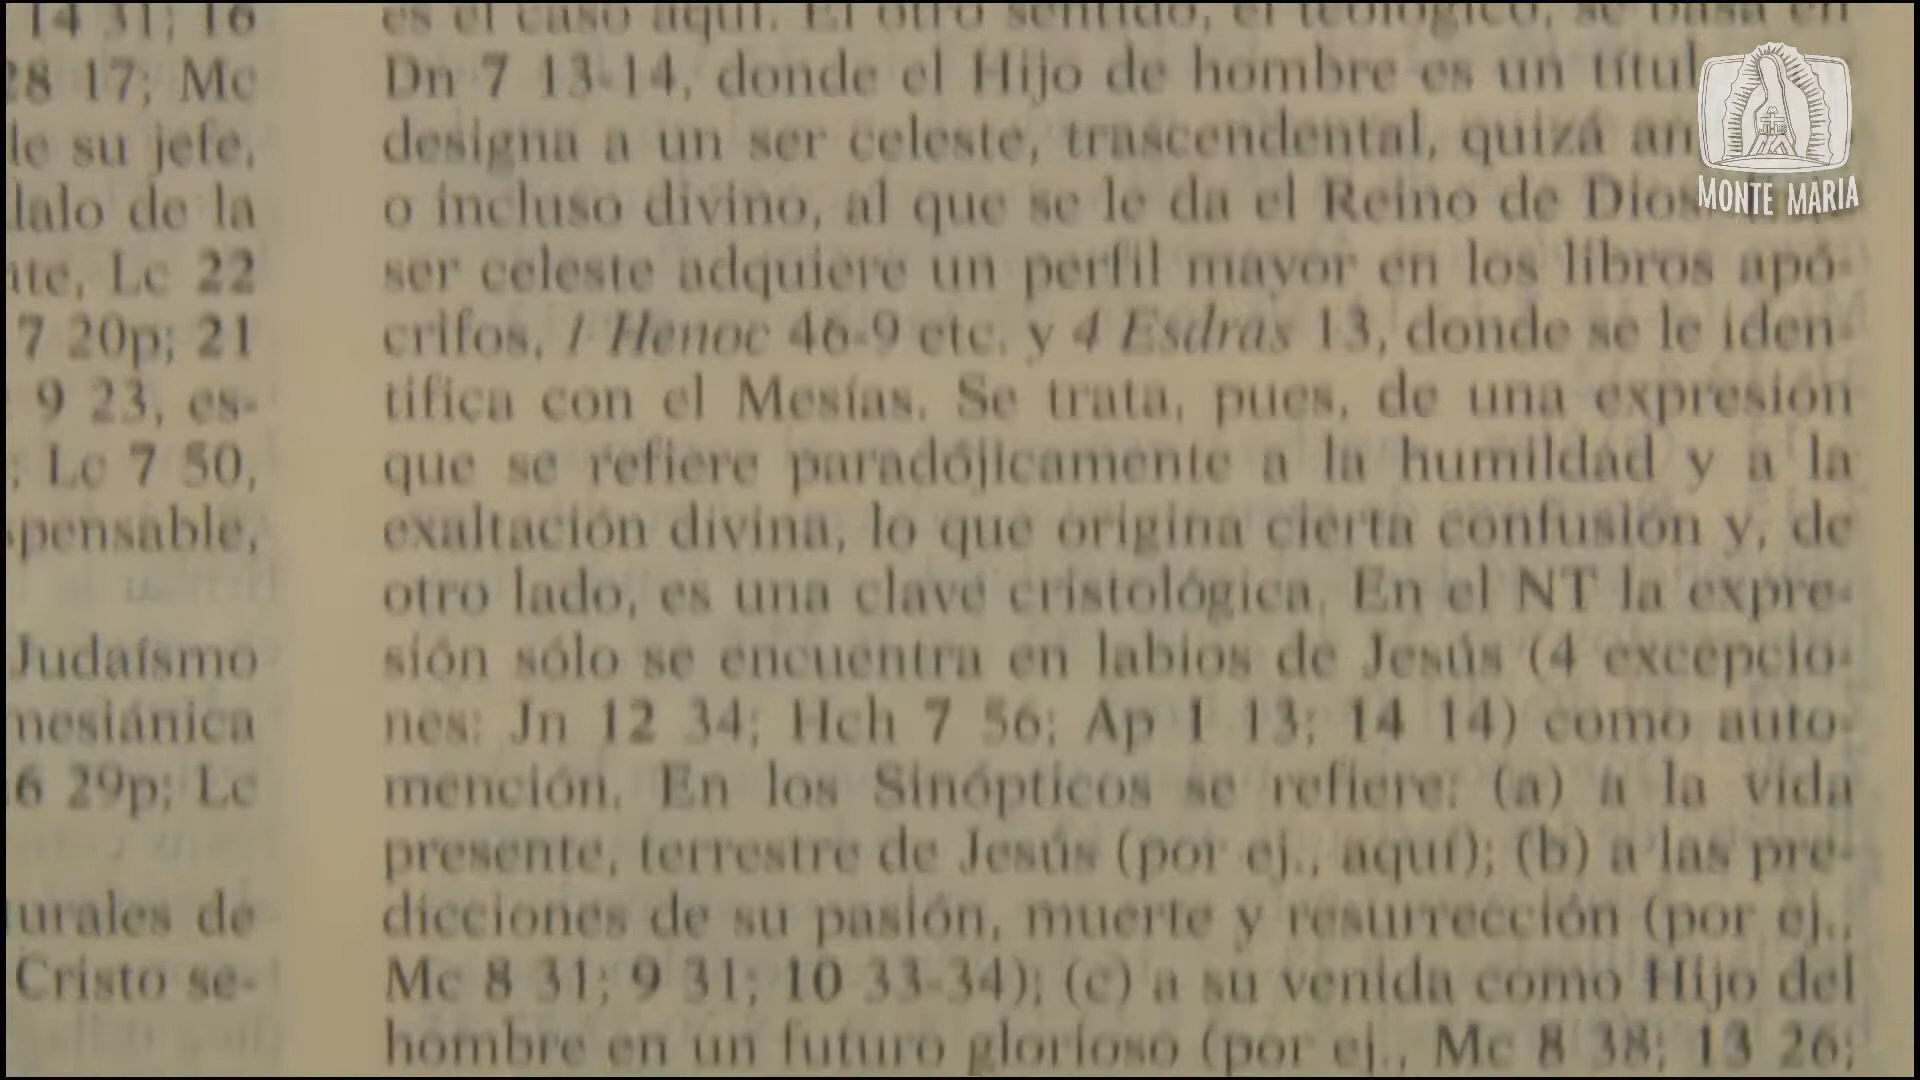 14 31; 16
28 17; Mc
le su jefe,
dalo de la
nte, Lc 22
7 20p; 21
9 23, es-
; Lc 7 50,
spensable,
Judaísmo
mesiánica
6 29p; Lc
urales de
Cristo se-
es el caso aquí. El otro sentido, el teológico, se basa en
Dn 7 13-14, donde el Hijo de hombre es un títul
designa a un ser celeste, trascendental, quizá an
o incluso divino, al que se le da el Reino de Dios
ser celeste adquiere un perfil mayor en los libros apó-
crifos, 1 Henoc 46-9 etc. y 4 Esdras 13, donde se le iden-
tifica con el Mesías. Se trata, pues, de una expresión
que se refiere paradójicamente a la humildad y a la
exaltación divina, lo que origina cierta confusión y, de
otro lado, es una clave cristológica. En el NT la expre-
sión sólo se encuentra en labios de Jesús (4 excepcio-
nes: Jn 12 34; Hch 7 56; Ap 1 13; 14 14) como auto-
mención. En los Sinópticos se refiere: (a) a la vida
presente, terrestre de Jesús (por ej., aquí); (b) a las pre-
dicciones de su pasión, muerte y resurrección (por ej.,
Mc 8 31; 9 31; 10 33-34); (c) a su venida como Hijo del
hombre en un futuro glorioso (por ej., Mc 8 38; 13 26;
JHS
MONTE MARIA